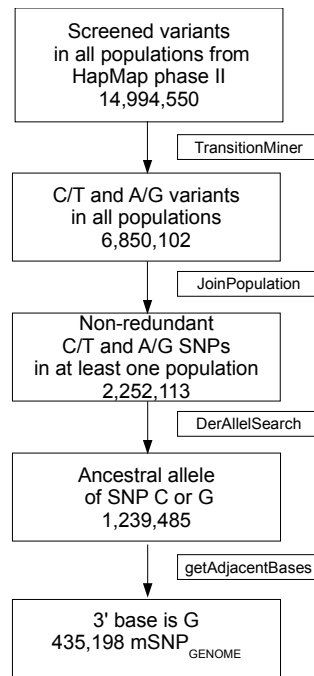 Screened variants
in all populations from
HapMap phase II
14,994,550
TransitionMiner
C/T and A/G variants
in all populations
6,850,102
JoinPopulation
Non-redundant
C/T and A/G SNPs
in at least one population
2,252,113
DerAllelSearch
Ancestral allele
of SNP C or G
1,239,485
getAdjacentBases
3' base is G
435,198 mSNPGENOME